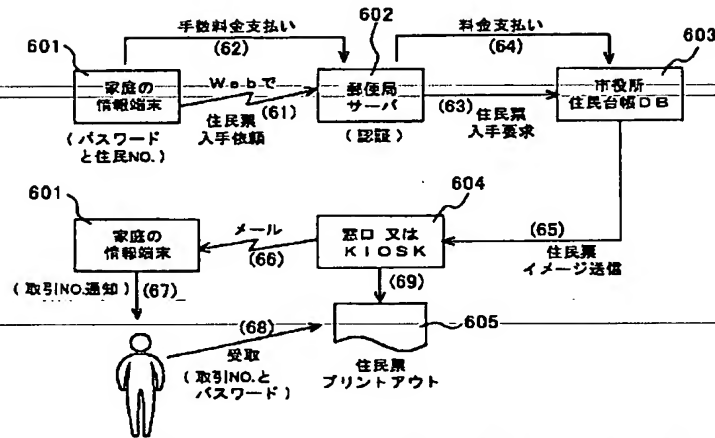 手数料金支払い
(62)
601
家庭の
情報端末
(パスワード
と住民NO.)
Webで
(61)
住民票
入手依頼
602
郵便局
サーバ
(認証)
料金支払い
(64)
603
(63)
住民票
入手要求
市役所
住民台帳DB
601
家庭の
情報端末
(取引NO.通知)
(67)
メール
(66)
604
窓口 又は
KIOSK
(69)
(65)
住民票
イメージ送信
(68)
受取
(取引NO.と
パスワード)
605
住民票
プリントアウト